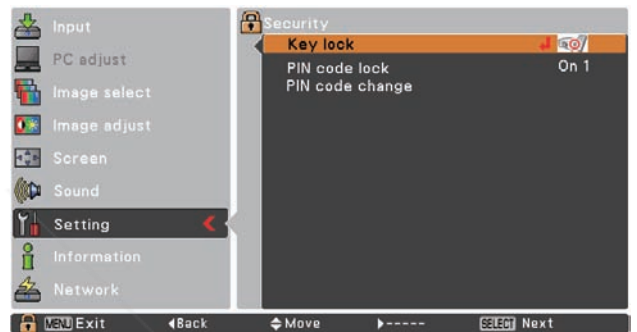 Input
PC adjust
Image select
Image adjust
Screen
Sound
Setting
Information
Network
Security
Key lock
PIN code lock On 1
PIN code change
MENU Exit Back Move ----- SELECT Next